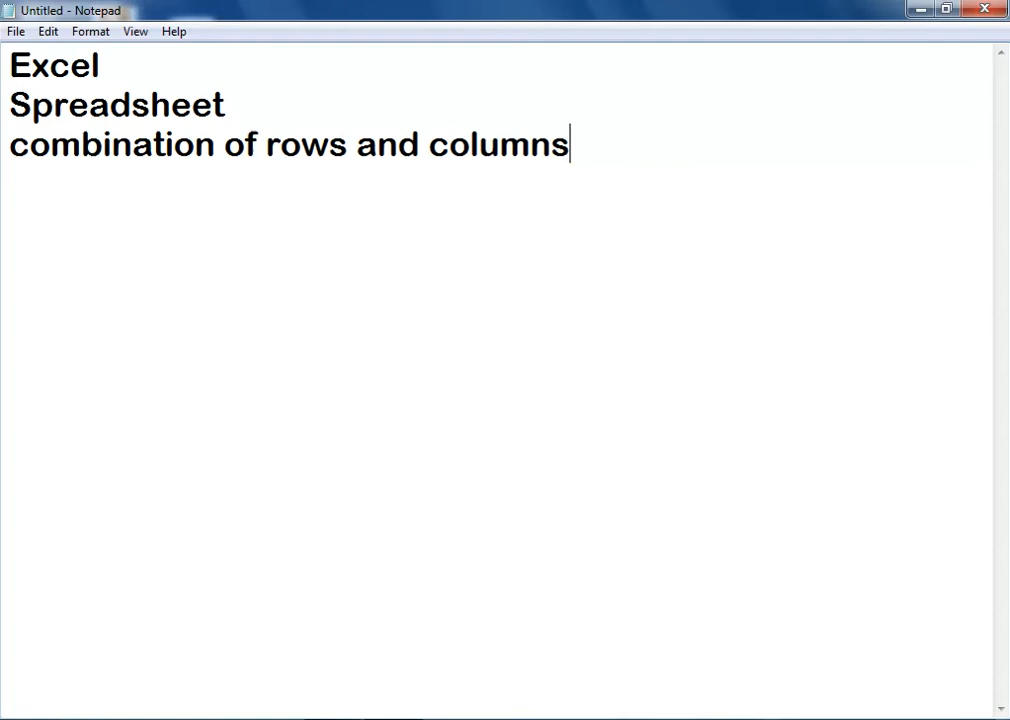 Untitled - Notepad
File Edit Format View Help
Excel
Spreadsheet
combination of rows and columns